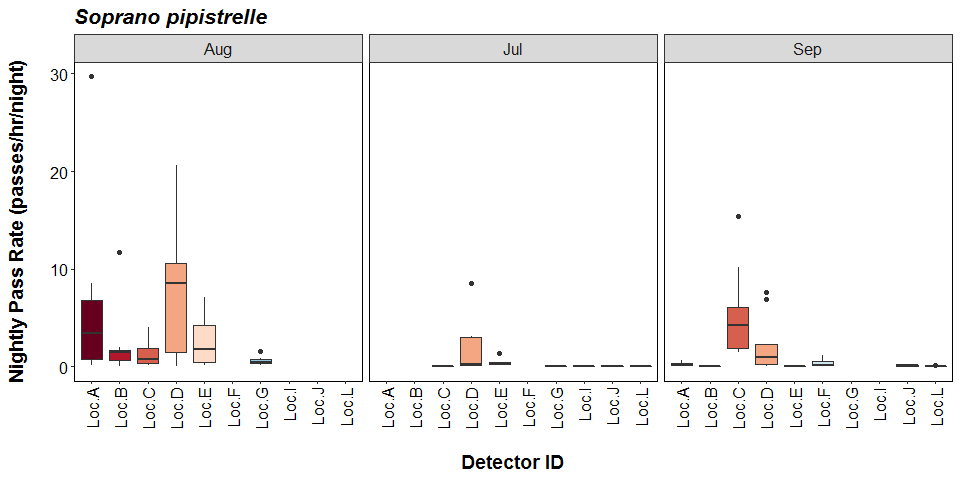 Soprano pipistrelle
Aug
Jul
Sep
Nightly Pass Rate (passes/hr/night)
30
20
10
0
Loc.A Loc.B Loc.C Loc.D Loc.E Loc.F Loc.G Loc.I Loc.J Loc.L
Loc.A Loc.B Loc.C Loc.D Loc.E Loc.F Loc.G Loc.I Loc.J Loc.L
Loc.A Loc.B Loc.C Loc.D Loc.E Loc.F Loc.G Loc.I Loc.J Loc.L
Detector ID